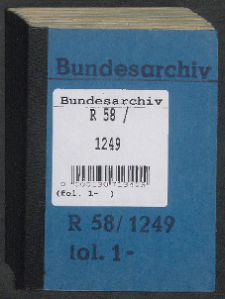 Bundesarchiv
Bundesarchiv
R 58 /
1249
(fol. 1-  )
R 58/1249
fol. 1-